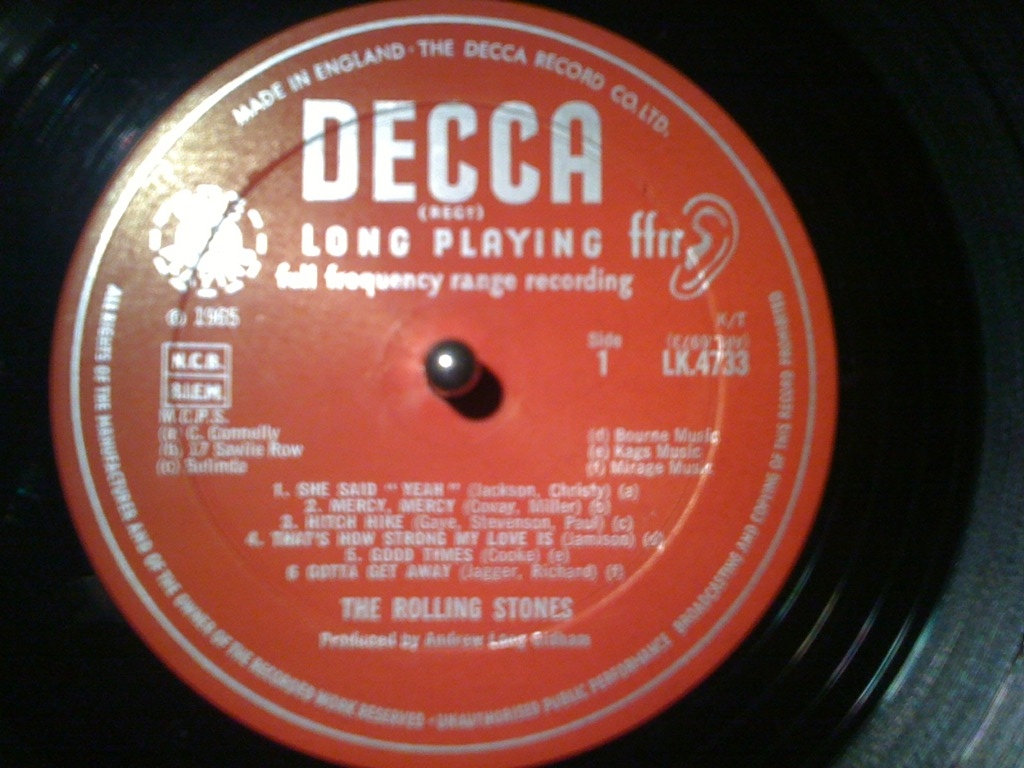 MADE IN ENGLAND · THE DECCA RECORD CO. LTD.
DECCA
(REGD)
LONG PLAYING
ffrr
full frequency range recording
℗ 1965
K/T
Side
1
LK.4733
N.C.B.
B.I.E.M.
M.C.P.S.
(a) C. Connelly
(b) 17 Savile Row
(c) Belinda
(d) Bourne Music
(e) Kags Music
(f) Mirage Music
1. SHE SAID "YEAH" (Jackson, Christy) (a)
2. MERCY, MERCY (Covay, Miller) (b)
3. HITCH HIKE (Gaye, Stevenson, Paul) (c)
4. THAT'S HOW STRONG MY LOVE IS (Jamison) (d)
5. GOOD TIMES (Cooke) (e)
6 GOTTA GET AWAY (Jagger, Richard) (f)
THE ROLLING STONES
Produced by Andrew Loog Oldham
ALL RIGHTS OF THE MANUFACTURER AND OF THE OWNER OF THE RECORDED WORK RESERVED · UNAUTHORISED PUBLIC PERFORMANCE BROADCASTING AND COPYING OF THIS RECORD PROHIBITED